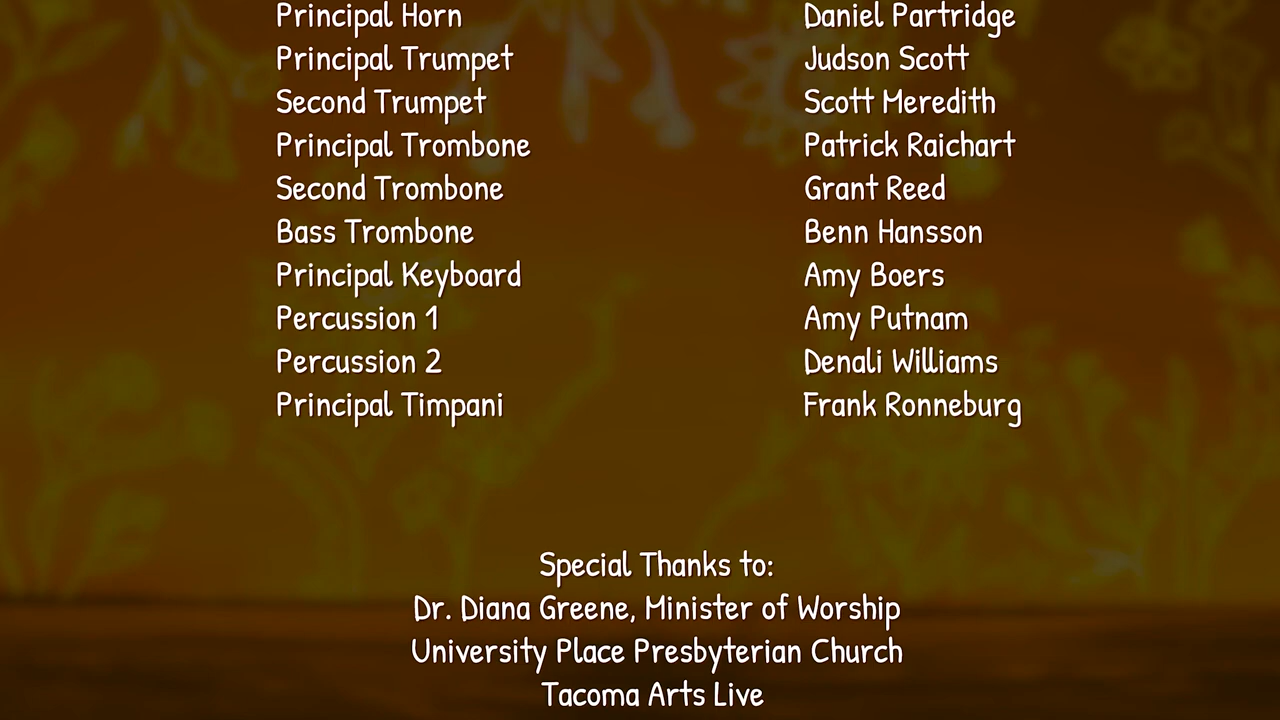 Principal Horn Daniel Partridge
Principal Trumpet Judson Scott
Second Trumpet Scott Meredith
Principal Trombone Patrick Raichart
Second Trombone Grant Reed
Bass Trombone Benn Hansson
Principal Keyboard Amy Boers
Percussion 1 Amy Putnam
Percussion 2 Denali Williams
Principal Timpani Frank Ronneburg
Special Thanks to:
Dr. Diana Greene, Minister of Worship
University Place Presbyterian Church
Tacoma Arts Live